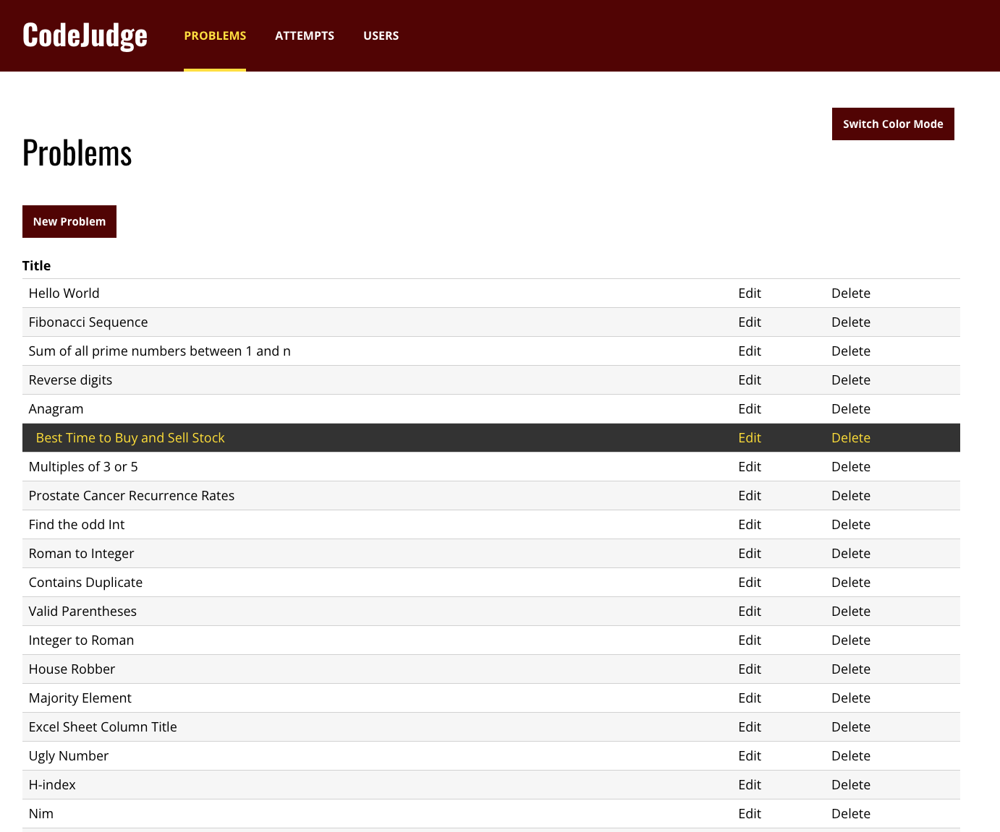 CodeJudge PROBLEMS ATTEMPTS USERS
Switch Color Mode
Problems
New Problem
Title
Hello World Edit Delete
Fibonacci Sequence Edit Delete
Sum of all prime numbers between 1 and n Edit Delete
Reverse digits Edit Delete
Anagram Edit Delete
Best Time to Buy and Sell Stock Edit Delete
Multiples of 3 or 5 Edit Delete
Prostate Cancer Recurrence Rates Edit Delete
Find the odd Int Edit Delete
Roman to Integer Edit Delete
Contains Duplicate Edit Delete
Valid Parentheses Edit Delete
Integer to Roman Edit Delete
House Robber Edit Delete
Majority Element Edit Delete
Excel Sheet Column Title Edit Delete
Ugly Number Edit Delete
H-index Edit Delete
Nim Edit Delete